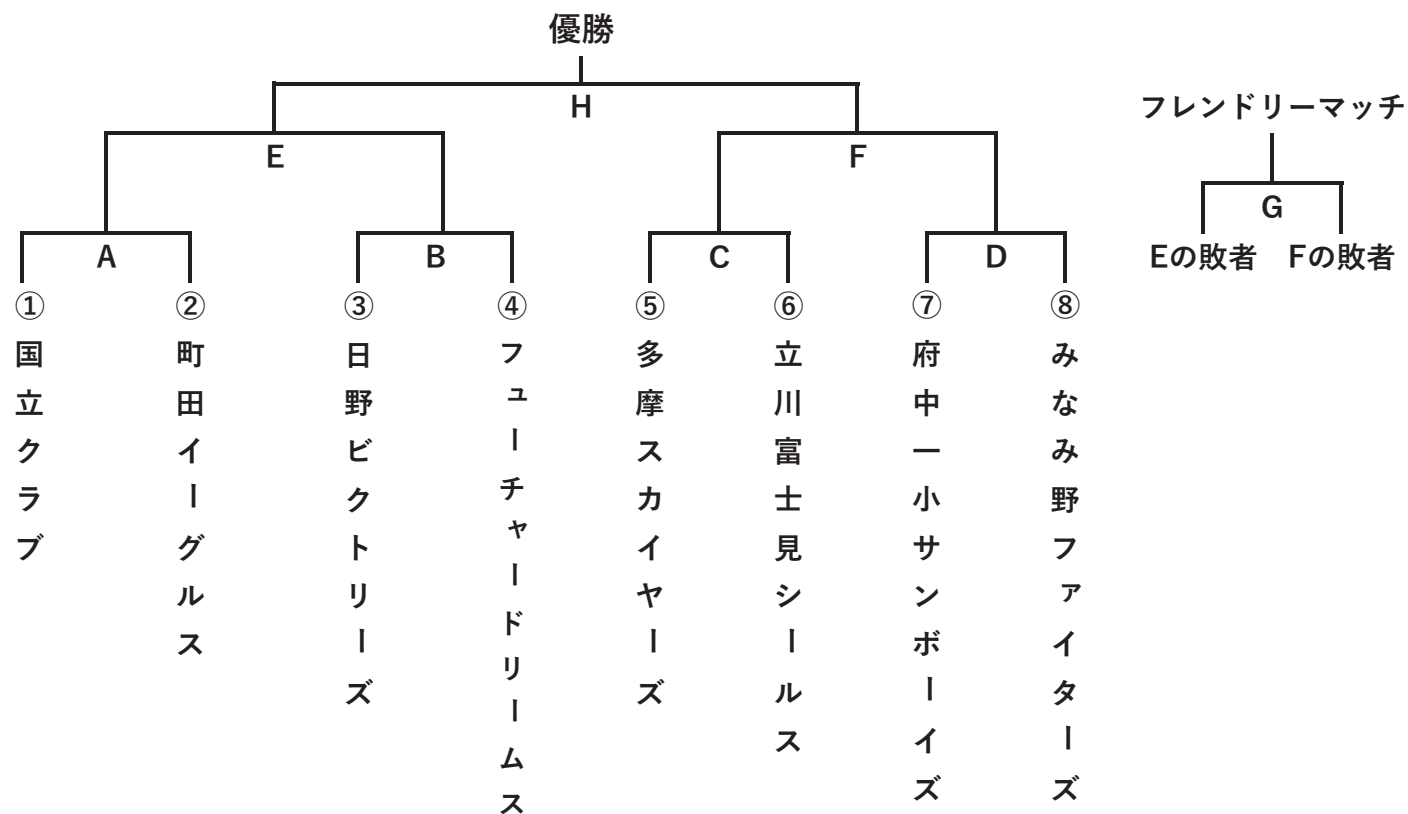 優勝
H
フレンドリーマッチ
E
F
G
A
B
C
D
Eの敗者
Fの敗者
①国立クラブ
②町田イーグルス
③日野ビクトリーズ
④フューチャードリームス
⑤多摩スカイヤーズ
⑥立川富士見シールス
⑦府中一小サンボーイズ
⑧みなみ野ファイターズ